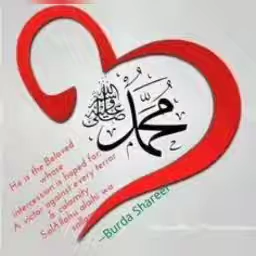 محمد
صلى الله عليه وسلم
He is the Beloved
whose
intercession is hoped for,
A victor against every terror
& calamity
SalAllahu alaihi wa
sallam
--Burda Shareef